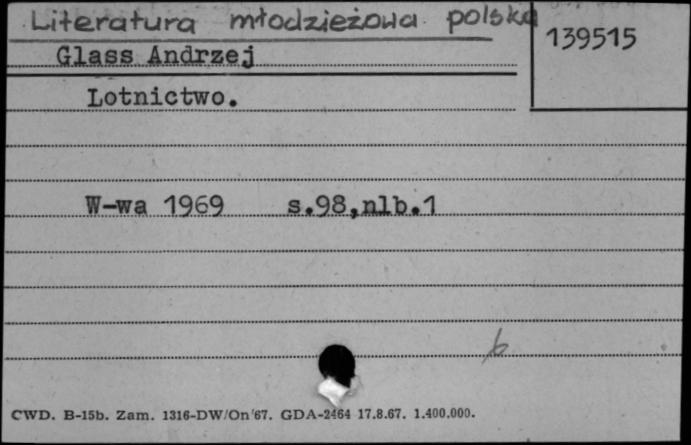 Literatura młodzieżowa polska
139515
Glass Andrzej
Lotnictwo.
W-wa 1969 s.98,nlb.1
b
CWD. B-15b. Zam. 1316-DW/On'67. GDA-2464 17.8.67. 1.400.000.